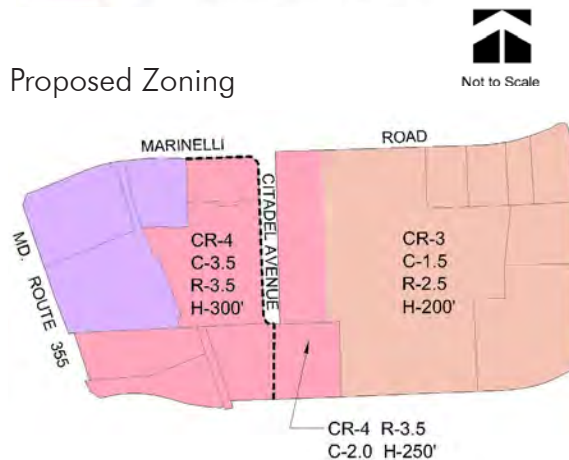 Proposed Zoning
Not to Scale
MARINELLI
ROAD
CITADEL AVENUE
MD. ROUTE 355
CR-4
C-3.5
R-3.5
H-300'
CR-3
C-1.5
R-2.5
H-200'
CR-4 R-3.5
C-2.0 H-250'